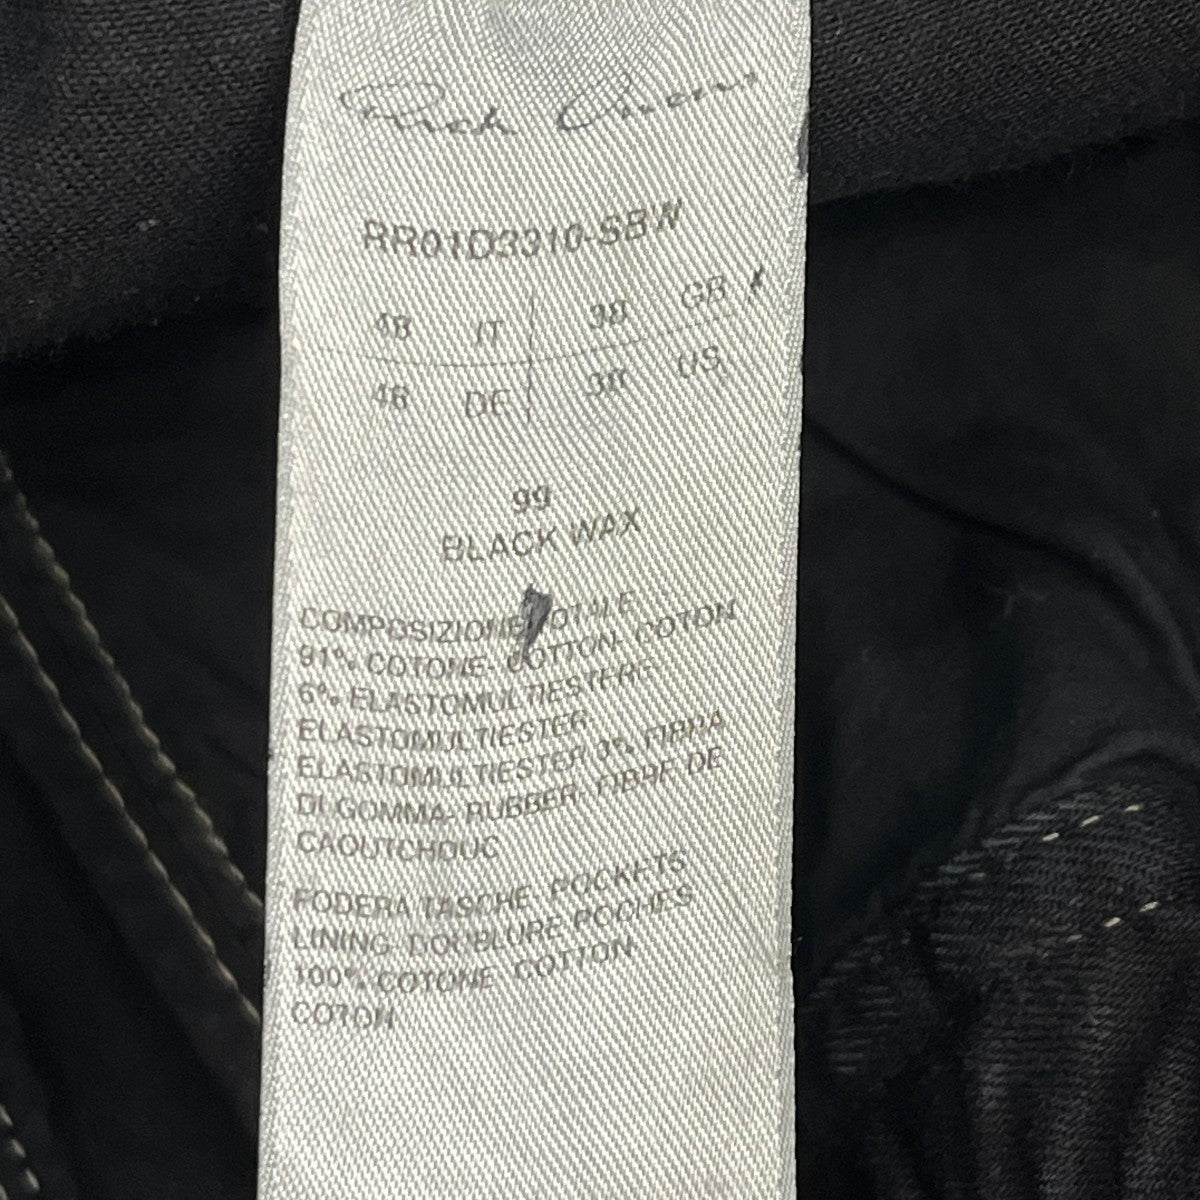 Rick Owens
RR01D3310-SBW
48 IT 38 GB
48 DE 38 US
99
BLACK WAX
COMPOSIZIONE TOTALE
91% COTONE- COTTON- COTON
6% ELASTOMULTIESTERE-
ELASTOMULTIESTER-
ELASTOMULTIESTER 3% FIBRA
DI GOMMA- RUBBER- FIBRE DE
CAOUTCHOUC
FODERA TASCHE- POCKETS
LINING- DOUBLURE POCHES
100% COTONE- COTTON-
COTON